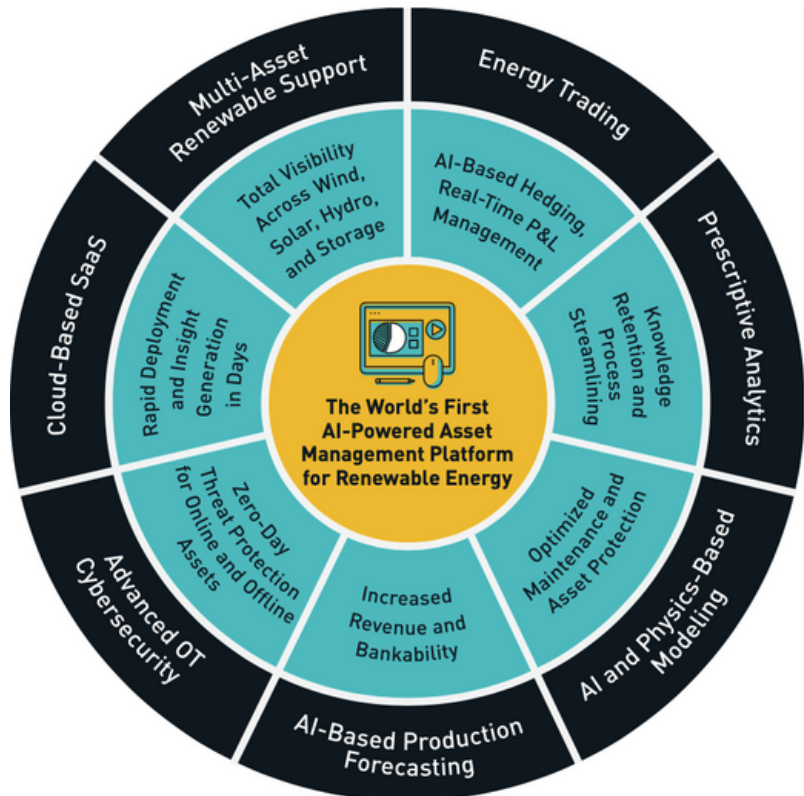 Multi-Asset
Renewable Support
Energy Trading
Prescriptive Analytics
AI and Physics-Based
Modeling
AI-Based Production
Forecasting
Advanced OT
Cybersecurity
Cloud-Based SaaS
Total Visibility
Across Wind,
Solar, Hydro,
and Storage
AI-Based Hedging,
Real-Time P&L
Management
Knowledge
Retention and
Process
Streamlining
Optimized
Maintenance and
Asset Protection
Increased
Revenue and
Bankability
Zero-Day
Threat Protection
for Online and Offline
Assets
Rapid Deployment
and Insight
Generation
in Days
The World's First
AI-Powered Asset
Management Platform
for Renewable Energy